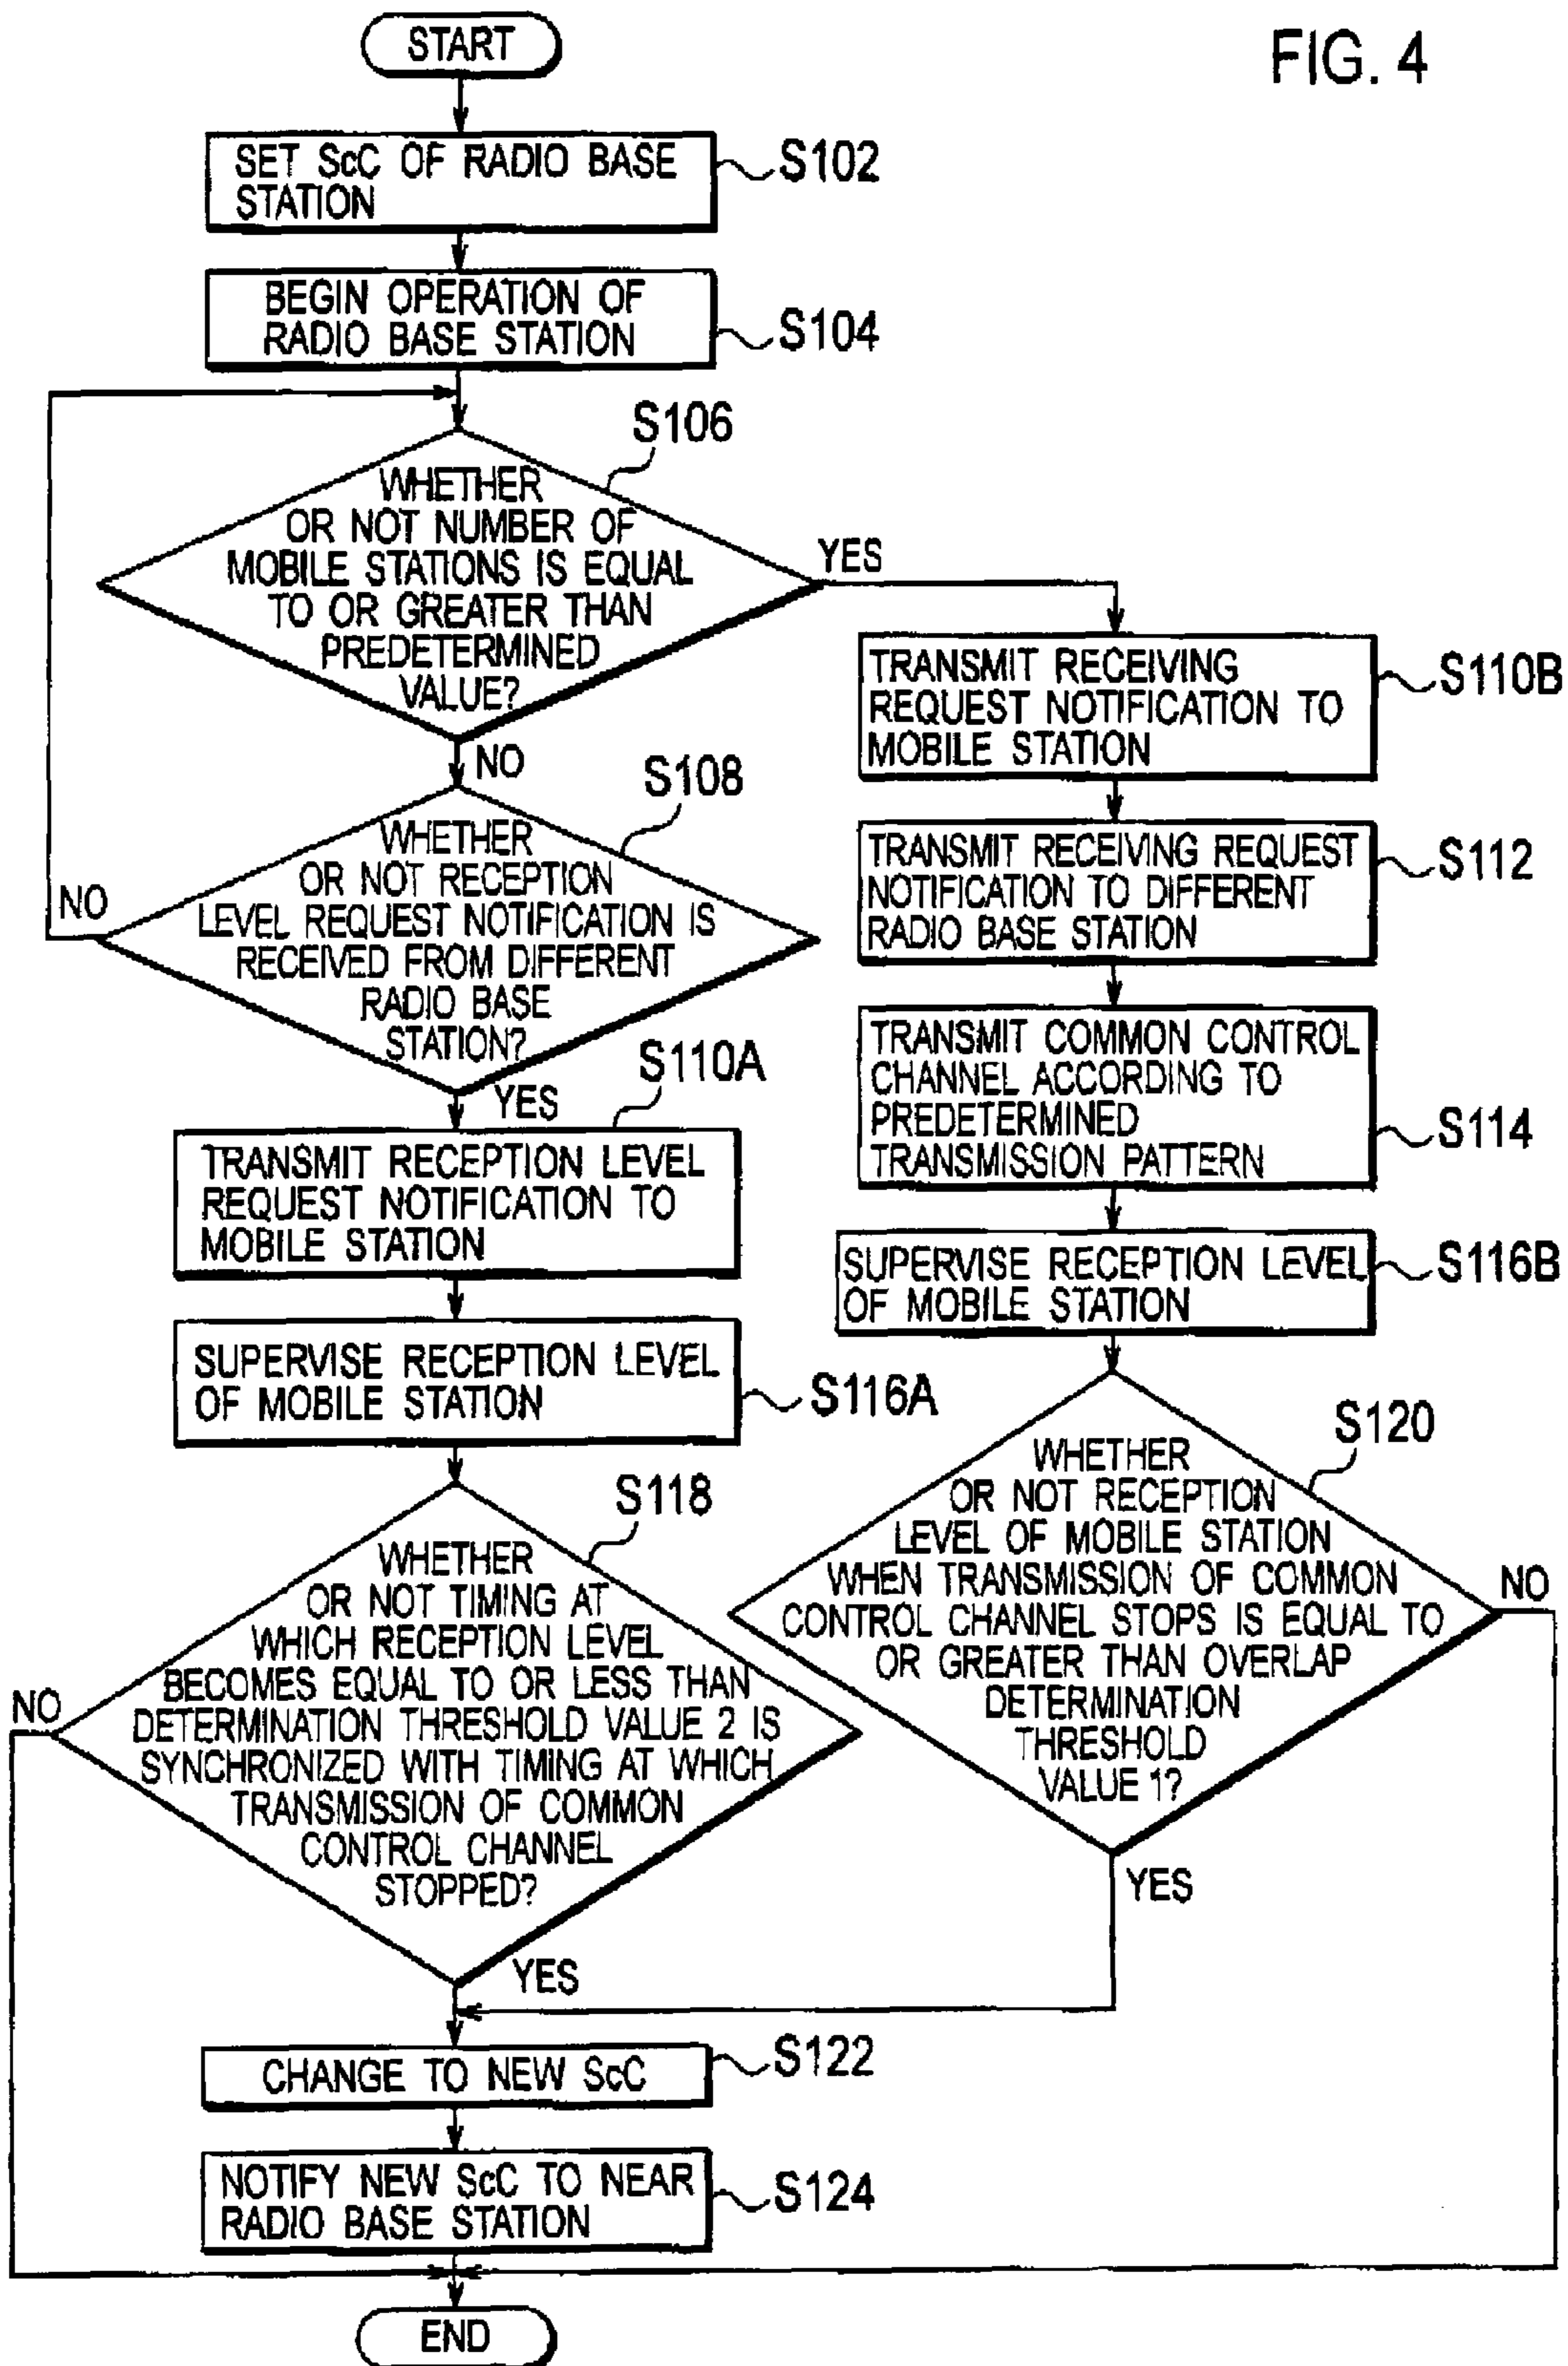 FIG. 4
START
SET ScC OF RADIO BASE
STATION
S102
BEGIN OPERATION OF
RADIO BASE STATION
S104
S106
WHETHER
OR NOT NUMBER OF
MOBILE STATIONS IS EQUAL
TO OR GREATER THAN
PREDETERMINED
VALUE?
YES
NO
S108
WHETHER
OR NOT RECEPTION
LEVEL REQUEST NOTIFICATION IS
RECEIVED FROM DIFFERENT
RADIO BASE
STATION?
NO
YES
S110A
TRANSMIT RECEPTION LEVEL
REQUEST NOTIFICATION TO
MOBILE STATION
SUPERVISE RECEPTION LEVEL
OF MOBILE STATION
S116A
S118
WHETHER
OR NOT TIMING AT
WHICH RECEPTION LEVEL
BECOMES EQUAL TO OR LESS THAN
DETERMINATION THRESHOLD VALUE 2 IS
SYNCHRONIZED WITH TIMING AT WHICH
TRANSMISSION OF COMMON
CONTROL CHANNEL
STOPPED?
NO
YES
TRANSMIT RECEIVING
REQUEST NOTIFICATION TO
MOBILE STATION
S110B
TRANSMIT RECEIVING REQUEST
NOTIFICATION TO DIFFERENT
RADIO BASE STATION
S112
TRANSMIT COMMON CONTROL
CHANNEL ACCORDING TO
PREDETERMINED
TRANSMISSION PATTERN
S114
SUPERVISE RECEPTION LEVEL
OF MOBILE STATION
S116B
S120
WHETHER
OR NOT RECEPTION
LEVEL OF MOBILE STATION
WHEN TRANSMISSION OF COMMON
CONTROL CHANNEL STOPS IS EQUAL TO
OR GREATER THAN OVERLAP
DETERMINATION
THRESHOLD
VALUE 1?
NO
YES
CHANGE TO NEW ScC
S122
NOTIFY NEW ScC TO NEAR
RADIO BASE STATION
S124
END